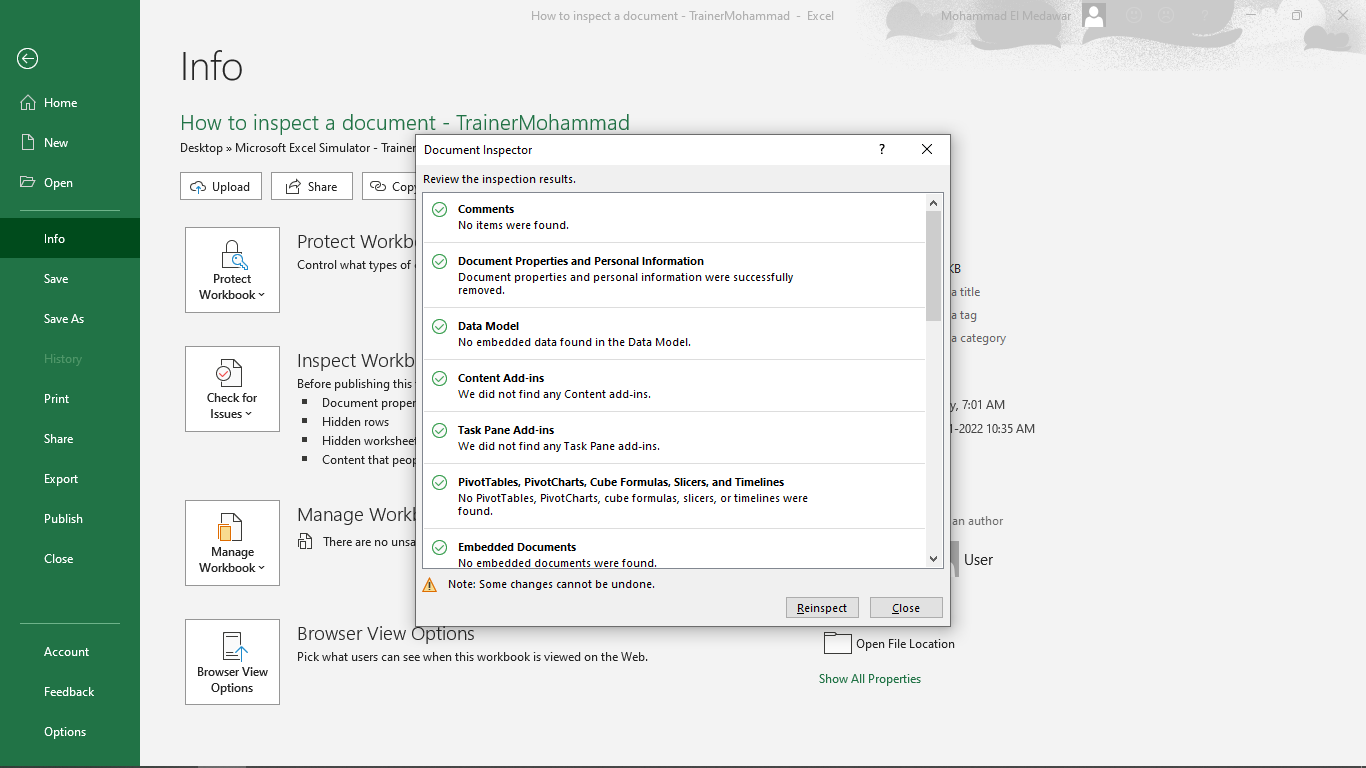 How to inspect a document - TrainerMohammad - Excel
Mohammad El Medawar
Info
Home
New
Open
Info
Save
Save As
History
Print
Share
Export
Publish
Close
Account
Feedback
Options
How to inspect a document - TrainerMohammad
Desktop » Microsoft Excel Simulator - Trainer
Upload
Share
Copy
Protect
Workbook
Protect Workbo
Control what types of
Check for
Issues
Inspect Workb
Before publishing this
Document proper
Hidden rows
Hidden worksheet
Content that peop
Manage
Workbook
Manage Workb
There are no unsa
Browser View
Options
Browser View Options
Pick what users can see when this workbook is viewed on the Web.
Document Inspector
?
Review the inspection results.
Comments
No items were found.
Document Properties and Personal Information
Document properties and personal information were successfully
removed.
Data Model
No embedded data found in the Data Model.
Content Add-ins
We did not find any Content add-ins.
Task Pane Add-ins
We did not find any Task Pane add-ins.
PivotTables, PivotCharts, Cube Formulas, Slicers, and Timelines
No PivotTables, PivotCharts, cube formulas, slicers, or timelines were
found.
Embedded Documents
No embedded documents were found.
Note: Some changes cannot be undone.
Reinspect
Close
KB
a title
a tag
a category
y, 7:01 AM
1-2022 10:35 AM
an author
User
Open File Location
Show All Properties